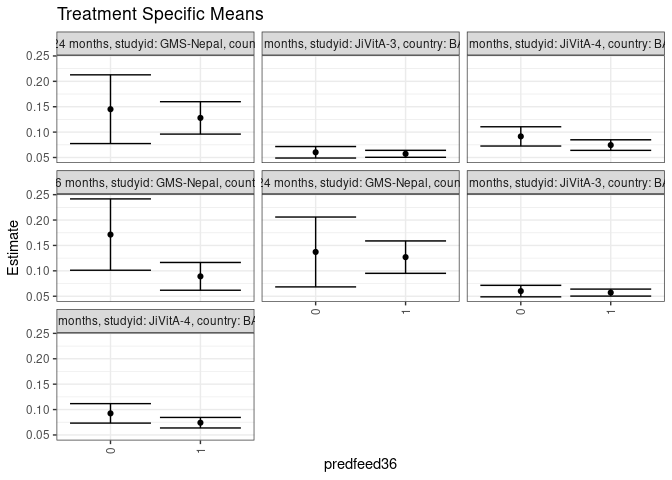 Treatment Specific Means
24 months, studyid: GMS-Nepal, coun
months, studyid: JiVitA-3, country: BA
months, studyid: JiVitA-4, country: BA
0.25
0.20
0.15
0.10
0.05
6 months, studyid: GMS-Nepal, count
24 months, studyid: GMS-Nepal, coun
months, studyid: JiVitA-3, country: BA
0.25
0.20
0.15
0.10
0.05
0
1
0
1
months, studyid: JiVitA-4, country: BA
0.25
0.20
0.15
0.10
0.05
0
1
Estimate
predfeed36